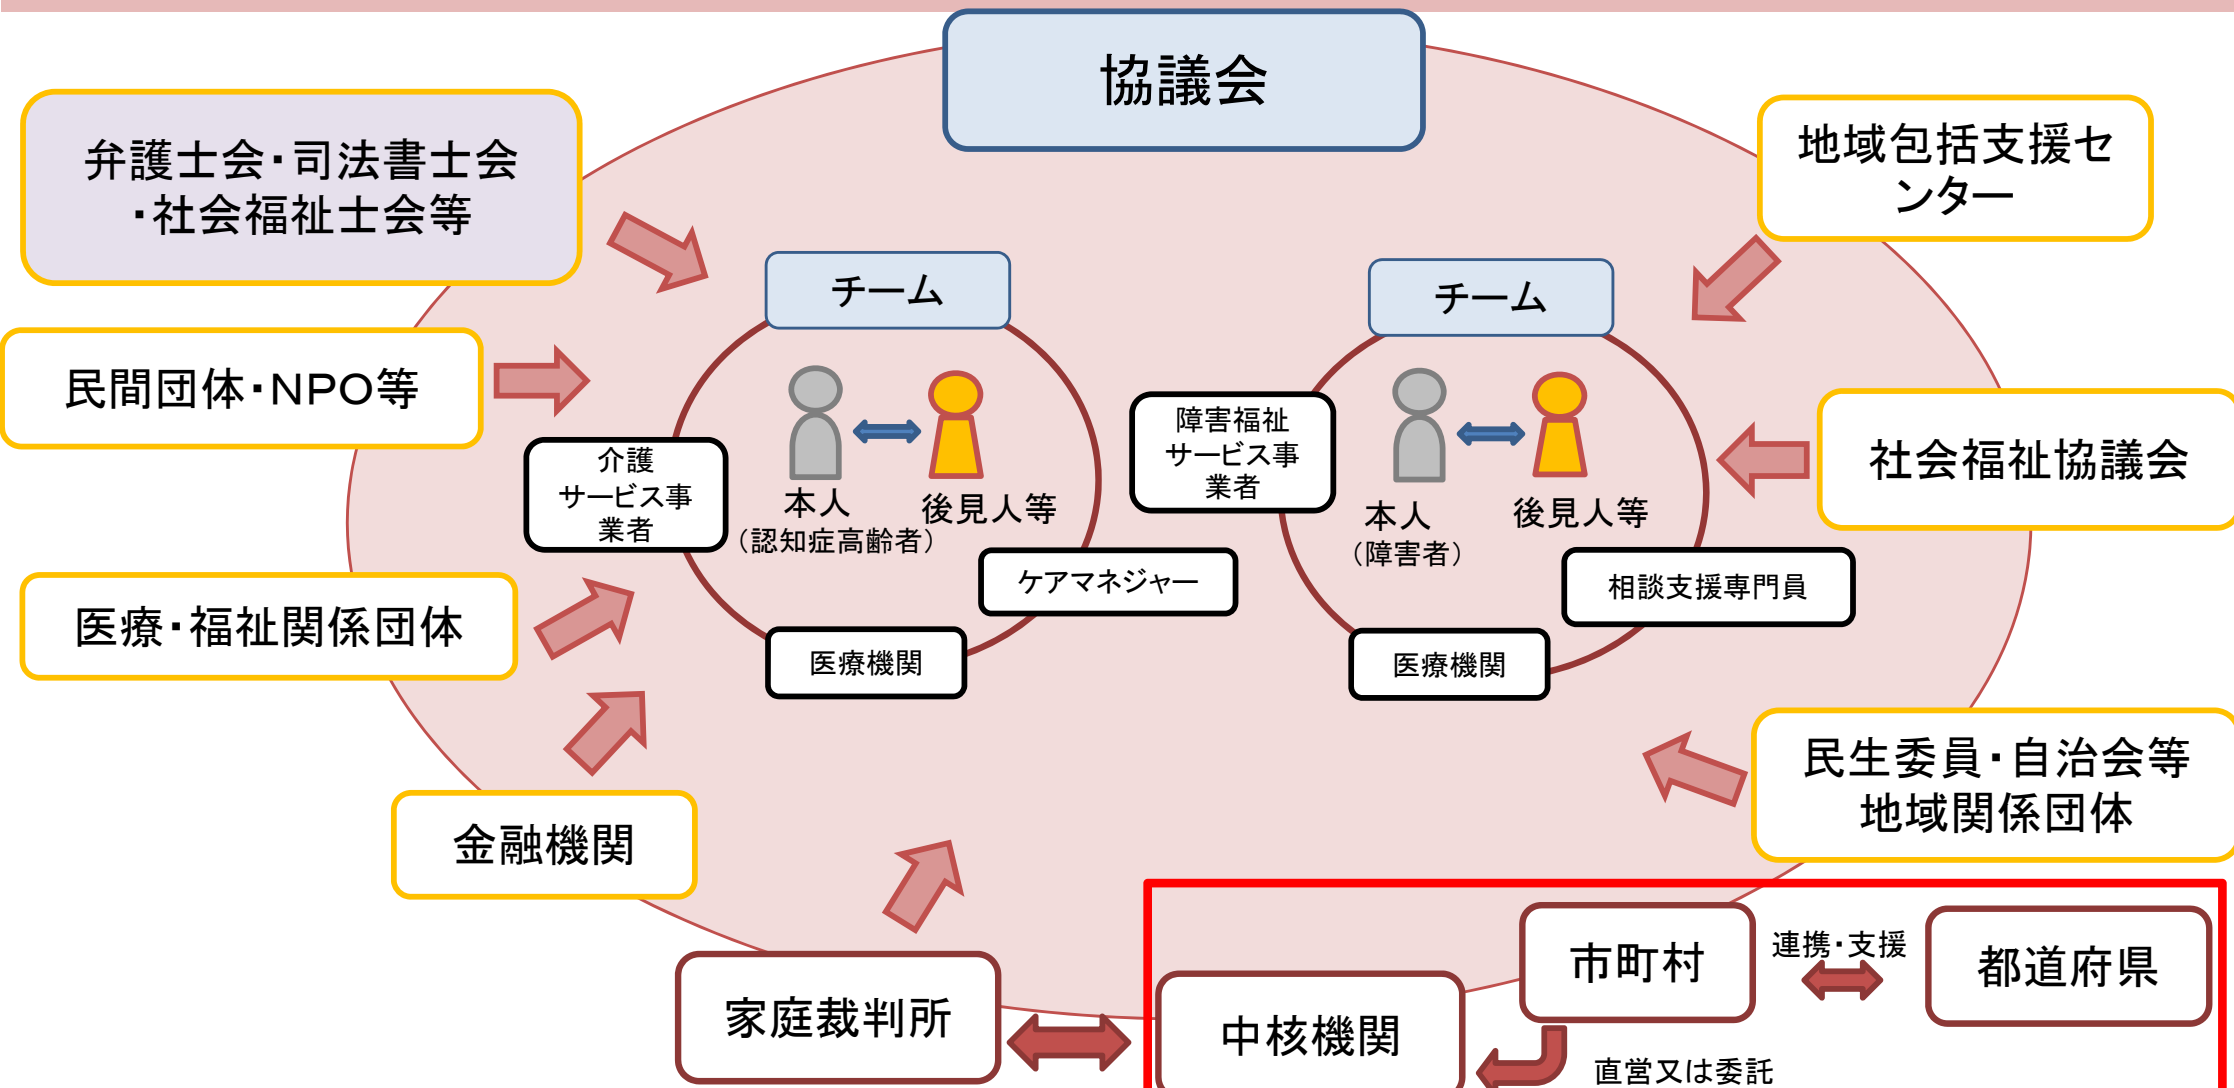 協議会
弁護士会・司法書士会
・社会福祉士会等
地域包括支援セ
ンター
チーム
チーム
民間団体・NPO等
障害福祉
サービス事
業者
社会福祉協議会
介護
サービス事
業者
本人
（認知症高齢者）
後見人等
本人
（障害者）
後見人等
ケアマネジャー
相談支援専門員
医療・福祉関係団体
医療機関
医療機関
民生委員・自治会等
地域関係団体
金融機関
市町村
連携・支援
都道府県
家庭裁判所
中核機関
直営又は委託